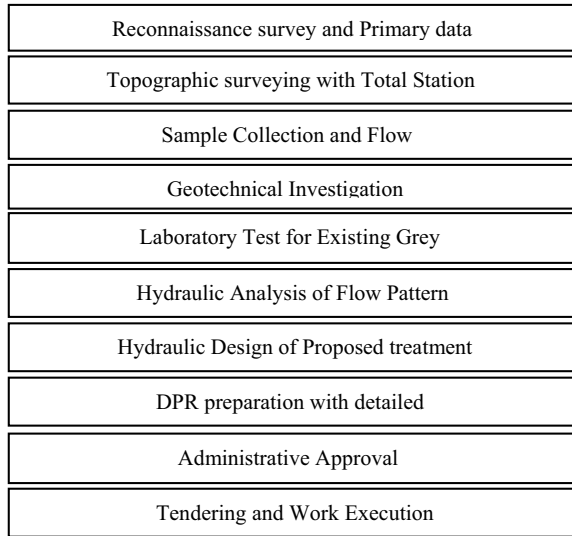 Reconnaissance survey and Primary data
Topographic surveying with Total Station
Sample Collection and Flow
Geotechnical Investigation
Laboratory Test for Existing Grey
Hydraulic Analysis of Flow Pattern
Hydraulic Design of Proposed treatment
DPR preparation with detailed
Administrative Approval
Tendering and Work Execution